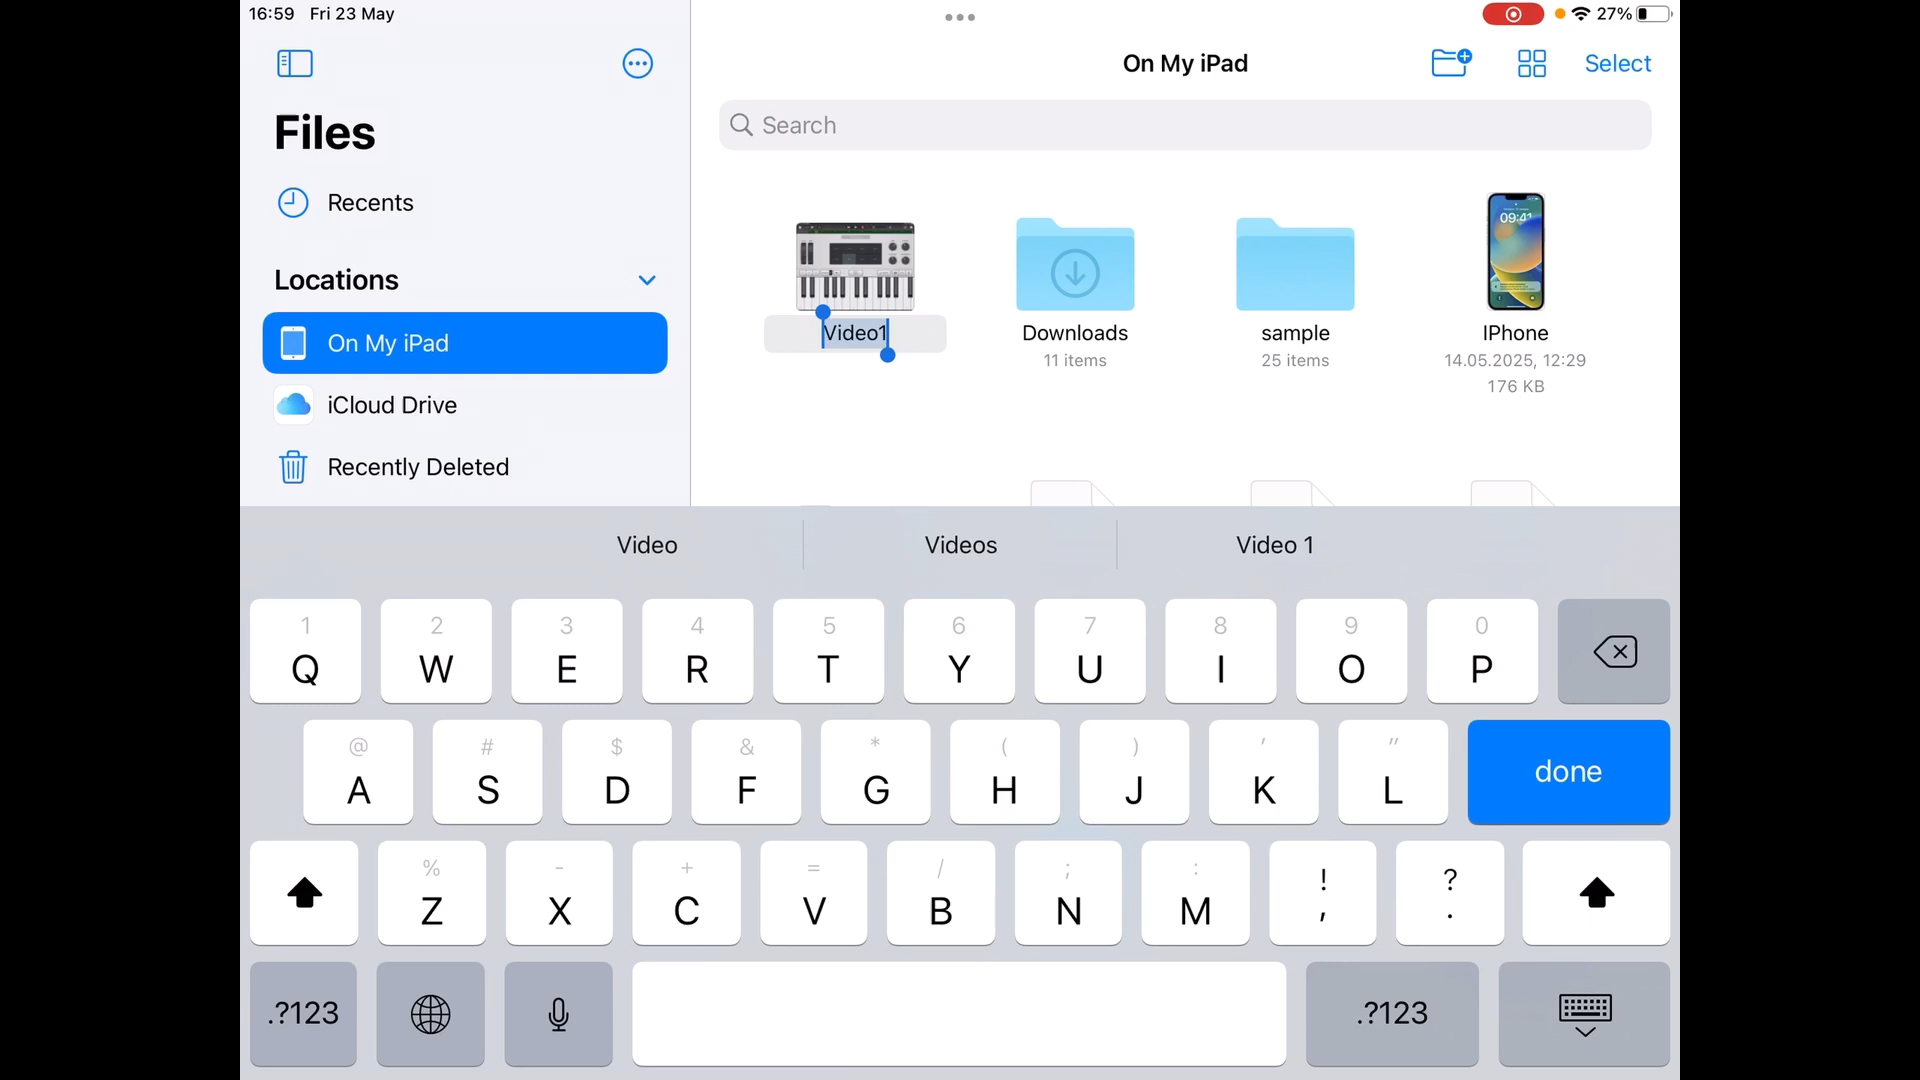 16:59 Fri 23 May
27%
Files
Recents
Locations
On My iPad
iCloud Drive
Recently Deleted
On My iPad
Select
Search
09:41
Video1
Downloads
11 items
sample
25 items
IPhone
14.05.2025, 12:29
176 KB
Video Videos Video 1
1 2 3 4 5 6 7 8 9 0
Q W E R T Y U I O P
@ # $ & * ( ) ' "
A S D F G H J K L done
% - + = / ; : ! ?
Z X C V B N M , .
.?123 .?123